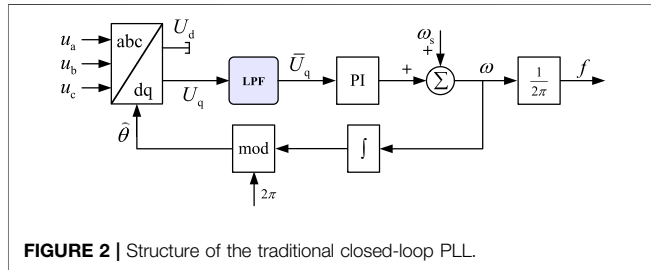 u_a
u_b
u_c
abc
dq
U_d
U_q
LPF
Ū_q
PI
+
ω_s
+
Σ
ω
1
2π
f
θ̂
mod
∫
2π
FIGURE 2 | Structure of the traditional closed-loop PLL.